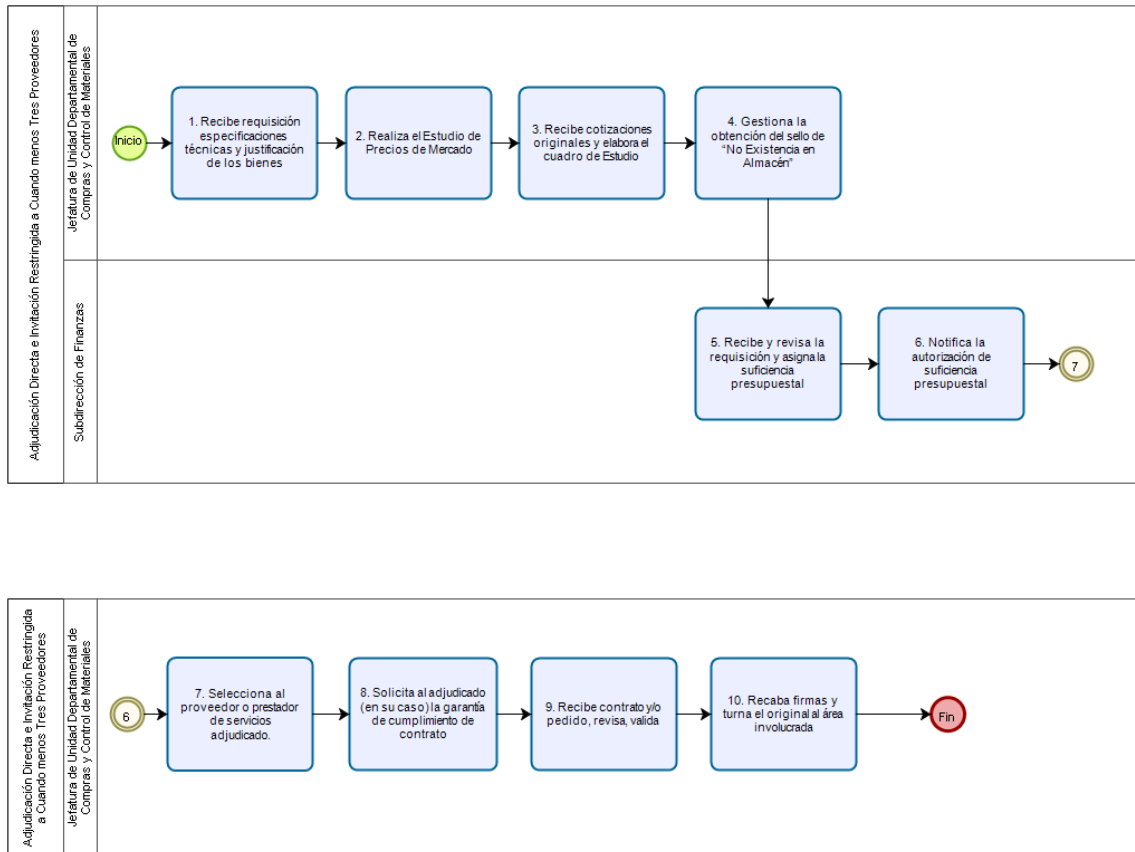 Adjudicación Directa e Invitación Restringida a Cuando menos Tres Proveedores
Jefatura de Unidad Departamental de
Compras y Control de Materiales
Inicio
1. Recibe requisición
especificaciones
técnicas y justificación
de los bienes
2. Realiza el Estudio de
Precios de Mercado
3. Recibe cotizaciones
originales y elabora el
cuadro de Estudio
4. Gestiona la
obtención del sello de
“No Existencia en
Almacén”
Subdirección de Finanzas
5. Recibe y revisa la
requisición y asigna la
suficiencia
presupuestal
6. Notifica la
autorización de
suficiencia
presupuestal
7
Adjudicación Directa e Invitación Restringida
a Cuando menos Tres Proveedores
Jefatura de Unidad Departamental de
Compras y Control de Materiales
6
7. Selecciona al
proveedor o prestador
de servicios
adjudicado.
8. Solicita al adjudicado
(en su caso) la garantía
de cumplimiento de
contrato
9. Recibe contrato y/o
pedido, revisa, valida
10. Recaba firmas y
turna el original al área
involucrada
Fin